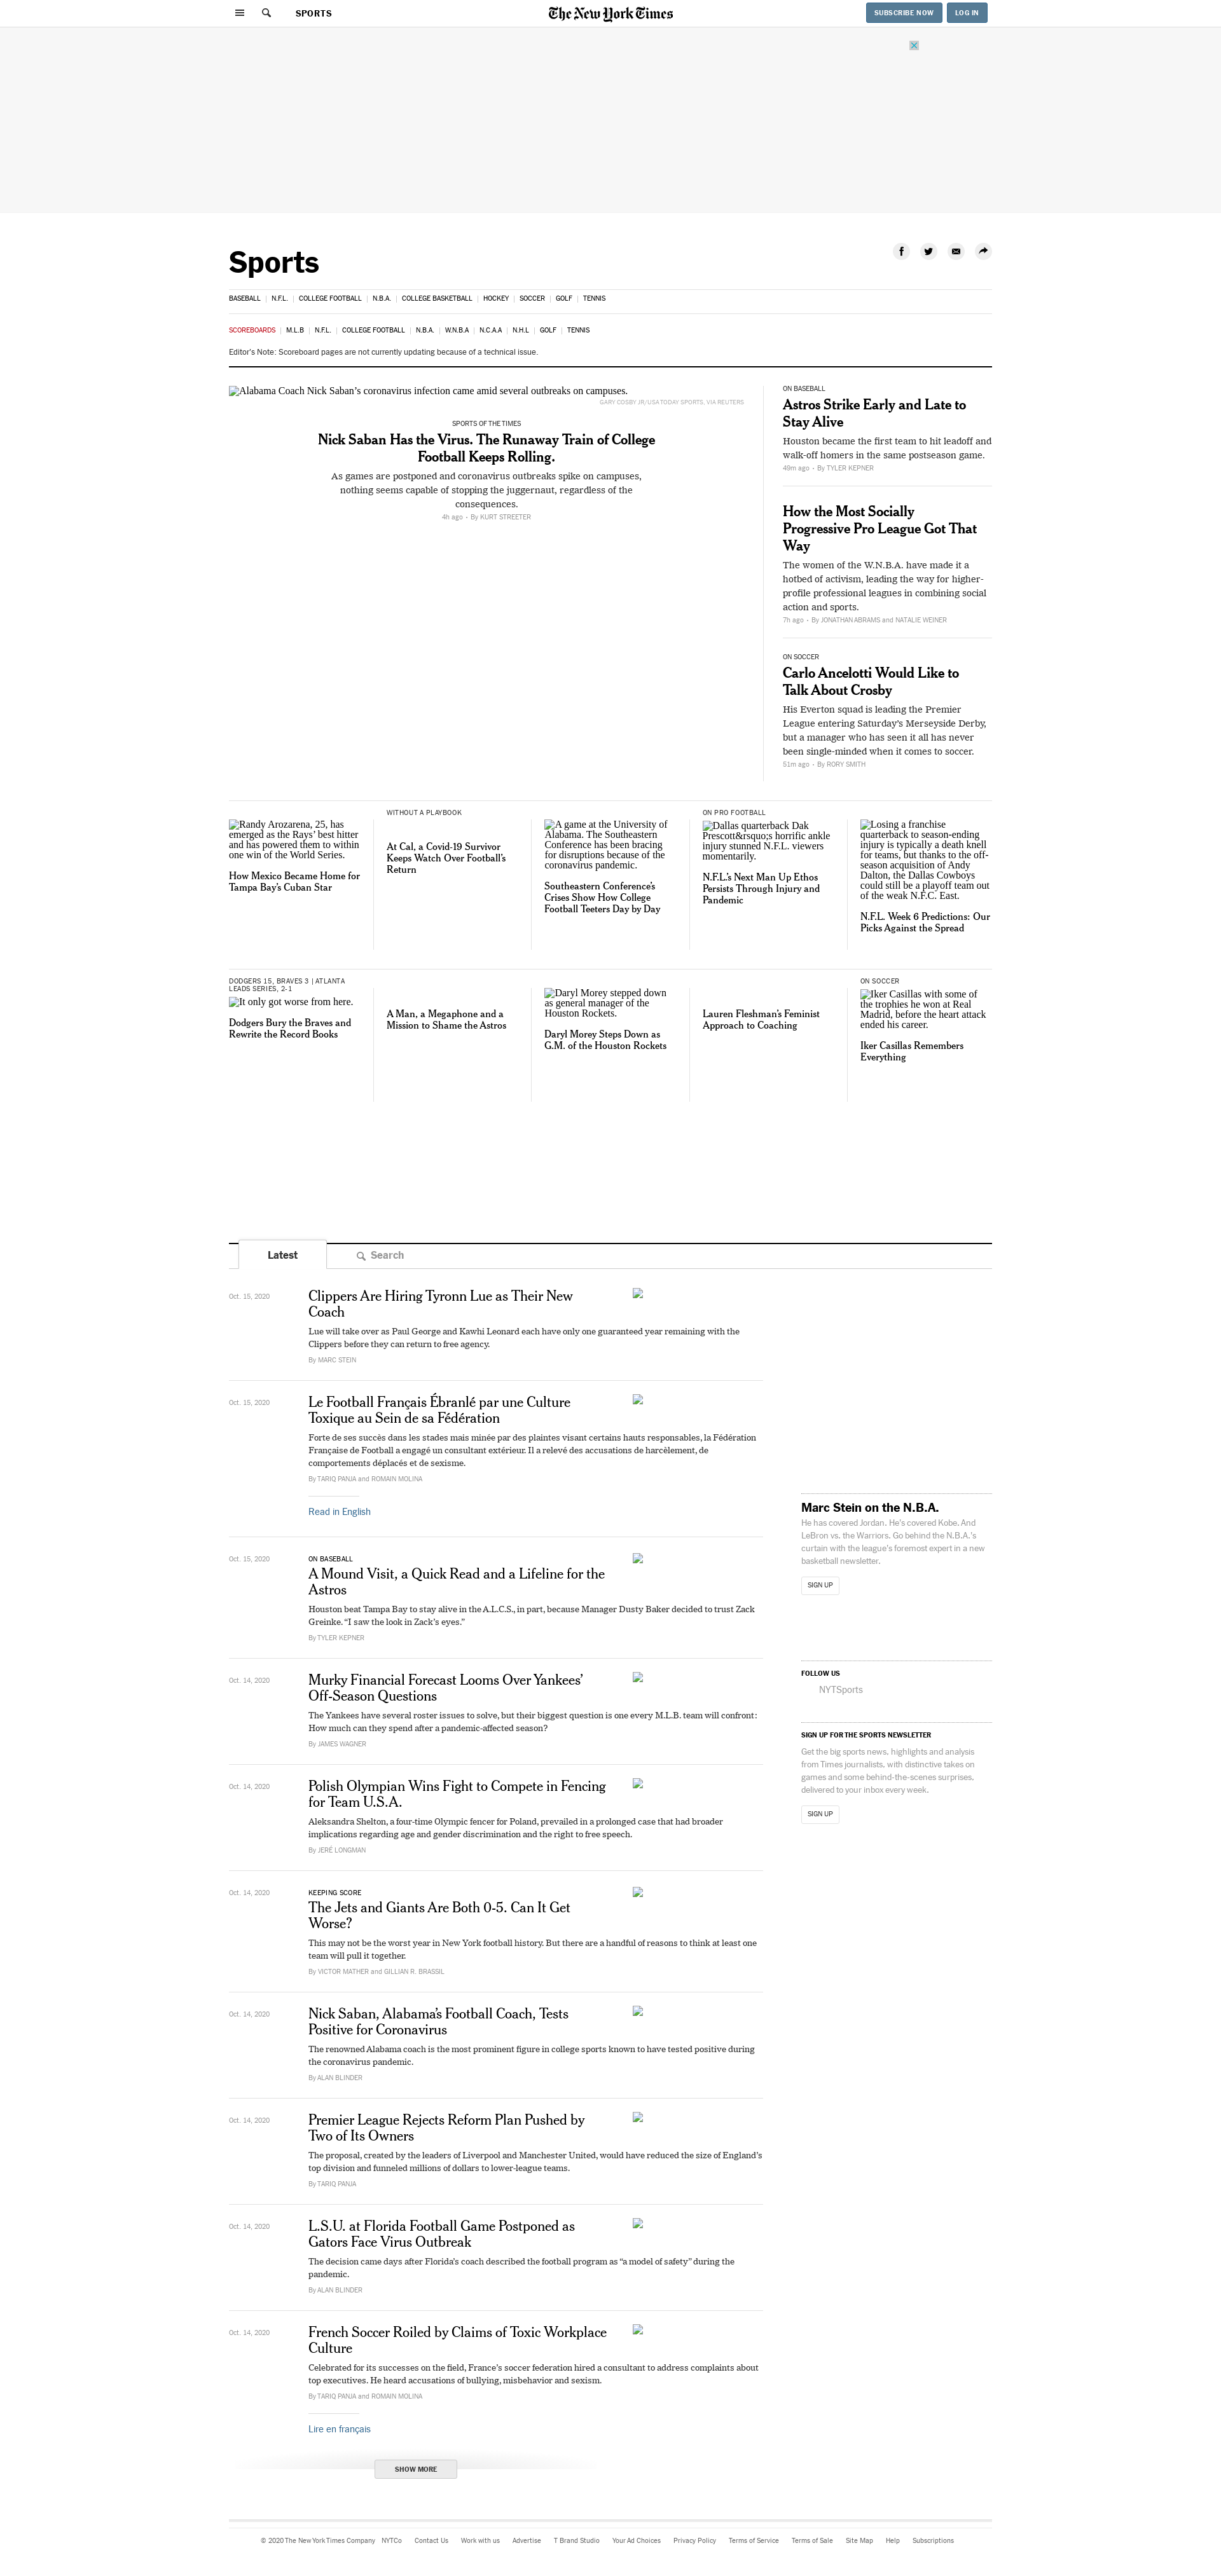 SPORTS
The New York Times
SUBSCRIBE NOW
LOG IN
Sports
BASEBALL | N.F.L. | COLLEGE FOOTBALL | N.B.A. | COLLEGE BASKETBALL | HOCKEY | SOCCER | GOLF | TENNIS
SCOREBOARDS | M.L.B | N.F.L. | COLLEGE FOOTBALL | N.B.A. | W.N.B.A | N.C.A.A | N.H.L | GOLF | TENNIS
Editor's Note: Scoreboard pages are not currently updating because of a technical issue.
Alabama Coach Nick Saban’s coronavirus infection came amid several outbreaks on campuses.
GARY COSBY JR/USA TODAY SPORTS, VIA REUTERS
SPORTS OF THE TIMES
Nick Saban Has the Virus. The Runaway Train of College
Football Keeps Rolling.
As games are postponed and coronavirus outbreaks spike on campuses,
nothing seems capable of stopping the juggernaut, regardless of the
consequences.
4h ago • By KURT STREETER
ON BASEBALL
Astros Strike Early and Late to
Stay Alive
Houston became the first team to hit leadoff and
walk-off homers in the same postseason game.
49m ago • By TYLER KEPNER
How the Most Socially
Progressive Pro League Got That
Way
The women of the W.N.B.A. have made it a
hotbed of activism, leading the way for higher-
profile professional leagues in combining social
action and sports.
7h ago • By JONATHAN ABRAMS and NATALIE WEINER
ON SOCCER
Carlo Ancelotti Would Like to
Talk About Crosby
His Everton squad is leading the Premier
League entering Saturday’s Merseyside Derby,
but a manager who has seen it all has never
been single-minded when it comes to soccer.
51m ago • By RORY SMITH
Randy Arozarena, 25, has
emerged as the Rays’ best hitter
and has powered them to within
one win of the World Series.
How Mexico Became Home for
Tampa Bay’s Cuban Star
WITHOUT A PLAYBOOK
At Cal, a Covid-19 Survivor
Keeps Watch Over Football’s
Return
A game at the University of
Alabama. The Southeastern
Conference has been bracing
for disruptions because of the
coronavirus pandemic.
Southeastern Conference’s
Crises Show How College
Football Teeters Day by Day
ON PRO FOOTBALL
Dallas quarterback Dak
Prescott&rsquo;s horrific ankle
injury stunned N.F.L. viewers
momentarily.
N.F.L.’s Next Man Up Ethos
Persists Through Injury and
Pandemic
Losing a franchise
quarterback to season-ending
injury is typically a death knell
for teams, but thanks to the off-
season acquisition of Andy
Dalton, the Dallas Cowboys
could still be a playoff team out
of the weak N.F.C. East.
N.F.L. Week 6 Predictions: Our
Picks Against the Spread
DODGERS 15, BRAVES 3 | ATLANTA
LEADS SERIES, 2-1
It only got worse from here.
Dodgers Bury the Braves and
Rewrite the Record Books
A Man, a Megaphone and a
Mission to Shame the Astros
Daryl Morey stepped down
as general manager of the
Houston Rockets.
Daryl Morey Steps Down as
G.M. of the Houston Rockets
Lauren Fleshman’s Feminist
Approach to Coaching
ON SOCCER
Iker Casillas with some of
the trophies he won at Real
Madrid, before the heart attack
ended his career.
Iker Casillas Remembers
Everything
Latest
Search
Oct. 15, 2020
Clippers Are Hiring Tyronn Lue as Their New
Coach
Lue will take over as Paul George and Kawhi Leonard each have only one guaranteed year remaining with the
Clippers before they can return to free agency.
By MARC STEIN
Oct. 15, 2020
Le Football Français Ébranlé par une Culture
Toxique au Sein de sa Fédération
Forte de ses succès dans les stades mais minée par des plaintes visant certains hauts responsables, la Fédération
Française de Football a engagé un consultant extérieur. Il a relevé des accusations de harcèlement, de
comportements déplacés et de sexisme.
By TARIQ PANJA and ROMAIN MOLINA
Read in English
Oct. 15, 2020
ON BASEBALL
A Mound Visit, a Quick Read and a Lifeline for the
Astros
Houston beat Tampa Bay to stay alive in the A.L.C.S., in part, because Manager Dusty Baker decided to trust Zack
Greinke. “I saw the look in Zack’s eyes.”
By TYLER KEPNER
Oct. 14, 2020
Murky Financial Forecast Looms Over Yankees’
Off-Season Questions
The Yankees have several roster issues to solve, but their biggest question is one every M.L.B. team will confront:
How much can they spend after a pandemic-affected season?
By JAMES WAGNER
Oct. 14, 2020
Polish Olympian Wins Fight to Compete in Fencing
for Team U.S.A.
Aleksandra Shelton, a four-time Olympic fencer for Poland, prevailed in a prolonged case that had broader
implications regarding age and gender discrimination and the right to free speech.
By JERÉ LONGMAN
Oct. 14, 2020
KEEPING SCORE
The Jets and Giants Are Both 0-5. Can It Get
Worse?
This may not be the worst year in New York football history. But there are a handful of reasons to think at least one
team will pull it together.
By VICTOR MATHER and GILLIAN R. BRASSIL
Oct. 14, 2020
Nick Saban, Alabama’s Football Coach, Tests
Positive for Coronavirus
The renowned Alabama coach is the most prominent figure in college sports known to have tested positive during
the coronavirus pandemic.
By ALAN BLINDER
Oct. 14, 2020
Premier League Rejects Reform Plan Pushed by
Two of Its Owners
The proposal, created by the leaders of Liverpool and Manchester United, would have reduced the size of England’s
top division and funneled millions of dollars to lower-league teams.
By TARIQ PANJA
Oct. 14, 2020
L.S.U. at Florida Football Game Postponed as
Gators Face Virus Outbreak
The decision came days after Florida’s coach described the football program as “a model of safety” during the
pandemic.
By ALAN BLINDER
Oct. 14, 2020
French Soccer Roiled by Claims of Toxic Workplace
Culture
Celebrated for its successes on the field, France’s soccer federation hired a consultant to address complaints about
top executives. He heard accusations of bullying, misbehavior and sexism.
By TARIQ PANJA and ROMAIN MOLINA
Lire en français
SHOW MORE
Marc Stein on the N.B.A.
He has covered Jordan. He's covered Kobe. And
LeBron vs. the Warriors. Go behind the N.B.A.'s
curtain with the league's foremost expert in a new
basketball newsletter.
SIGN UP
FOLLOW US
NYTSports
SIGN UP FOR THE SPORTS NEWSLETTER
Get the big sports news, highlights and analysis
from Times journalists, with distinctive takes on
games and some behind-the-scenes surprises,
delivered to your inbox every week.
SIGN UP
© 2020 The New York Times Company NYTCo Contact Us Work with us Advertise T Brand Studio Your Ad Choices Privacy Policy Terms of Service Terms of Sale Site Map Help Subscriptions